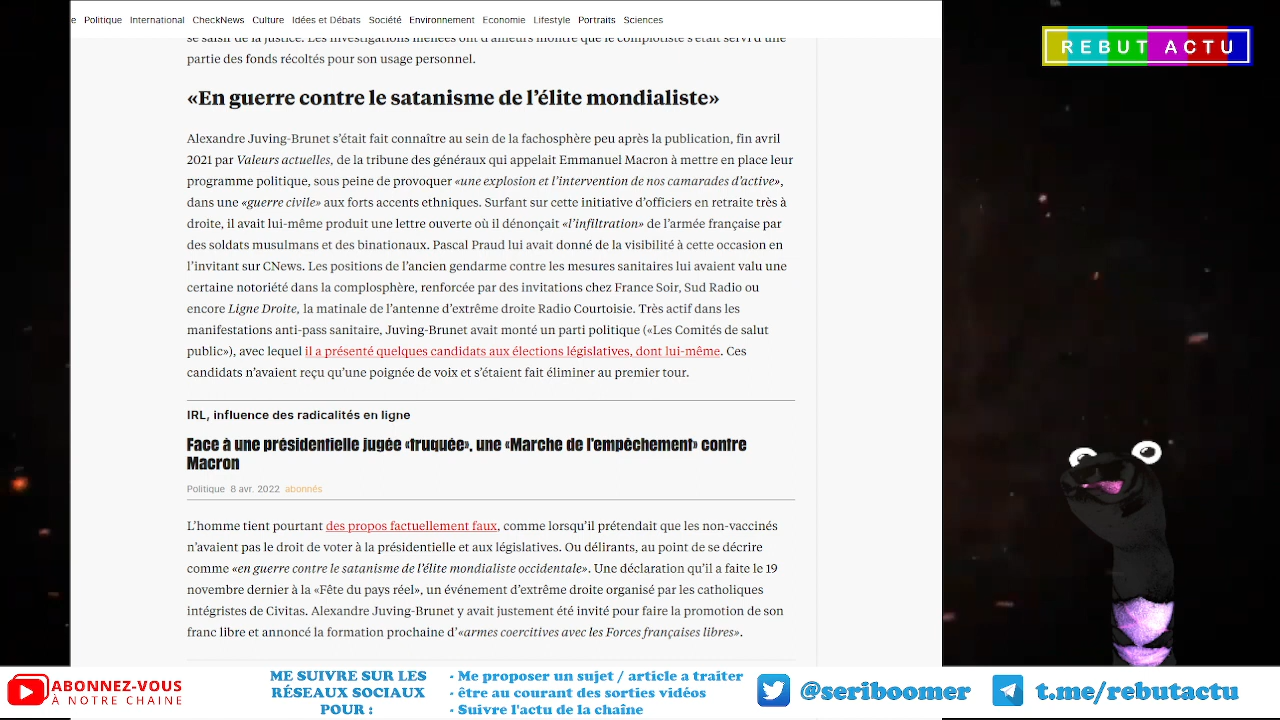 e Politique International CheckNews Culture Idées et Débats Société Environnement Economie Lifestyle Portraits Sciences
REBUT ACTU
se saisir de la justice. Les investigations menées ont d'ailleurs montré que le complotiste s'était servi d'une
partie des fonds récoltés pour son usage personnel.
«En guerre contre le satanisme de l'élite mondialiste»
Alexandre Juving-Brunet s'était fait connaître au sein de la fachosphère peu après la publication, fin avril
2021 par Valeurs actuelles, de la tribune des généraux qui appelait Emmanuel Macron à mettre en place leur
programme politique, sous peine de provoquer «une explosion et l'intervention de nos camarades d'active»,
dans une «guerre civile» aux forts accents ethniques. Surfant sur cette initiative d'officiers en retraite très à
droite, il avait lui-même produit une lettre ouverte où il dénonçait «l'infiltration» de l'armée française par
des soldats musulmans et des binationaux. Pascal Praud lui avait donné de la visibilité à cette occasion en
l'invitant sur CNews. Les positions de l'ancien gendarme contre les mesures sanitaires lui avaient valu une
certaine notoriété dans la complosphère, renforcée par des invitations chez France Soir, Sud Radio ou
encore Ligne Droite, la matinale de l'antenne d'extrême droite Radio Courtoisie. Très actif dans les
manifestations anti-pass sanitaire, Juving-Brunet avait monté un parti politique («Les Comités de salut
public»), avec lequel il a présenté quelques candidats aux élections législatives, dont lui-même. Ces
candidats n'avaient reçu qu'une poignée de voix et s'étaient fait éliminer au premier tour.
IRL, influence des radicalités en ligne
Face à une présidentielle jugée «truquée», une «Marche de l'empêchement» contre
Macron
Politique 8 avr. 2022 abonnés
L'homme tient pourtant des propos factuellement faux, comme lorsqu'il prétendait que les non-vaccinés
n'avaient pas le droit de voter à la présidentielle et aux législatives. Ou délirants, au point de se décrire
comme «en guerre contre le satanisme de l'élite mondialiste occidentale». Une déclaration qu'il a faite le 19
novembre dernier à la «Fête du pays réel», un événement d'extrême droite organisé par les catholiques
intégristes de Civitas. Alexandre Juving-Brunet y avait justement été invité pour faire la promotion de son
franc libre et annoncé la formation prochaine d'«armes coercitives avec les Forces françaises libres».
ABONNEZ-VOUS
À NOTRE CHAINE
ME SUIVRE SUR LES
RÉSEAUX SOCIAUX
POUR :
- Me proposer un sujet / article a traiter
- être au courant des sorties vidéos
- Suivre l'actu de la chaîne
@seriboomer
t.me/rebutactu